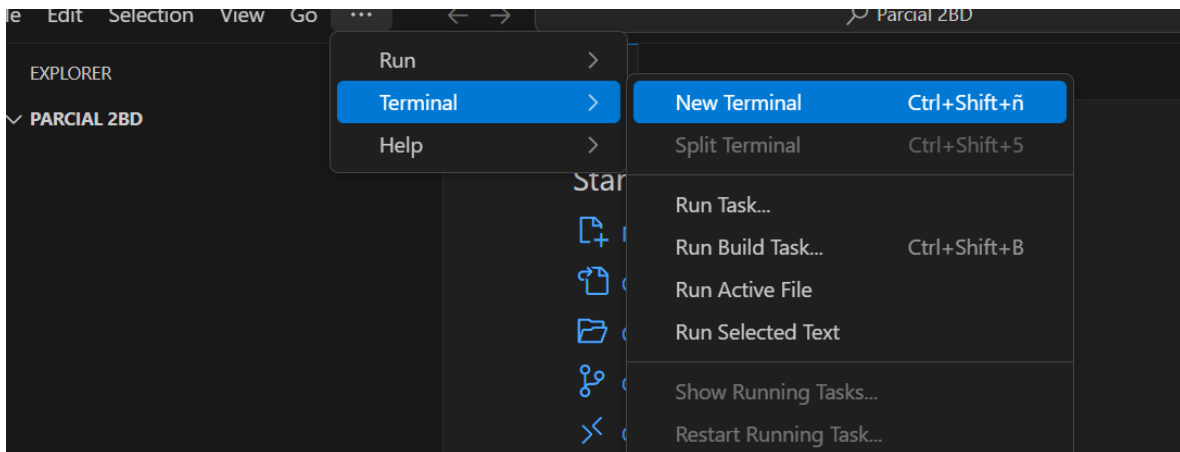 le Edit Selection View Go ··· ← → Parcial 2BD
EXPLORER
PARCIAL 2BD
Run
Terminal
Help
New Terminal Ctrl+Shift+ñ
Split Terminal Ctrl+Shift+5
Star
Run Task...
Run Build Task... Ctrl+Shift+B
Run Active File
Run Selected Text
Show Running Tasks...
Restart Running Task...